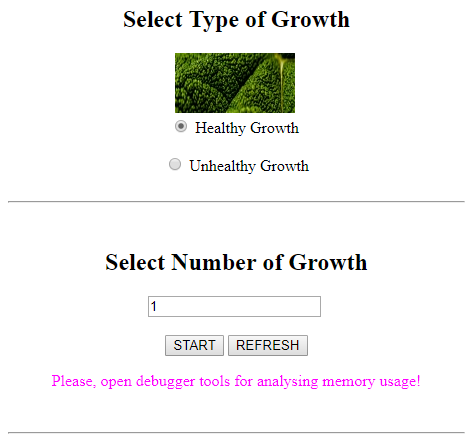 Select Type of Growth
Healthy Growth
Unhealthy Growth
Select Number of Growth
1
START REFRESH
Please, open debugger tools for analysing memory usage!